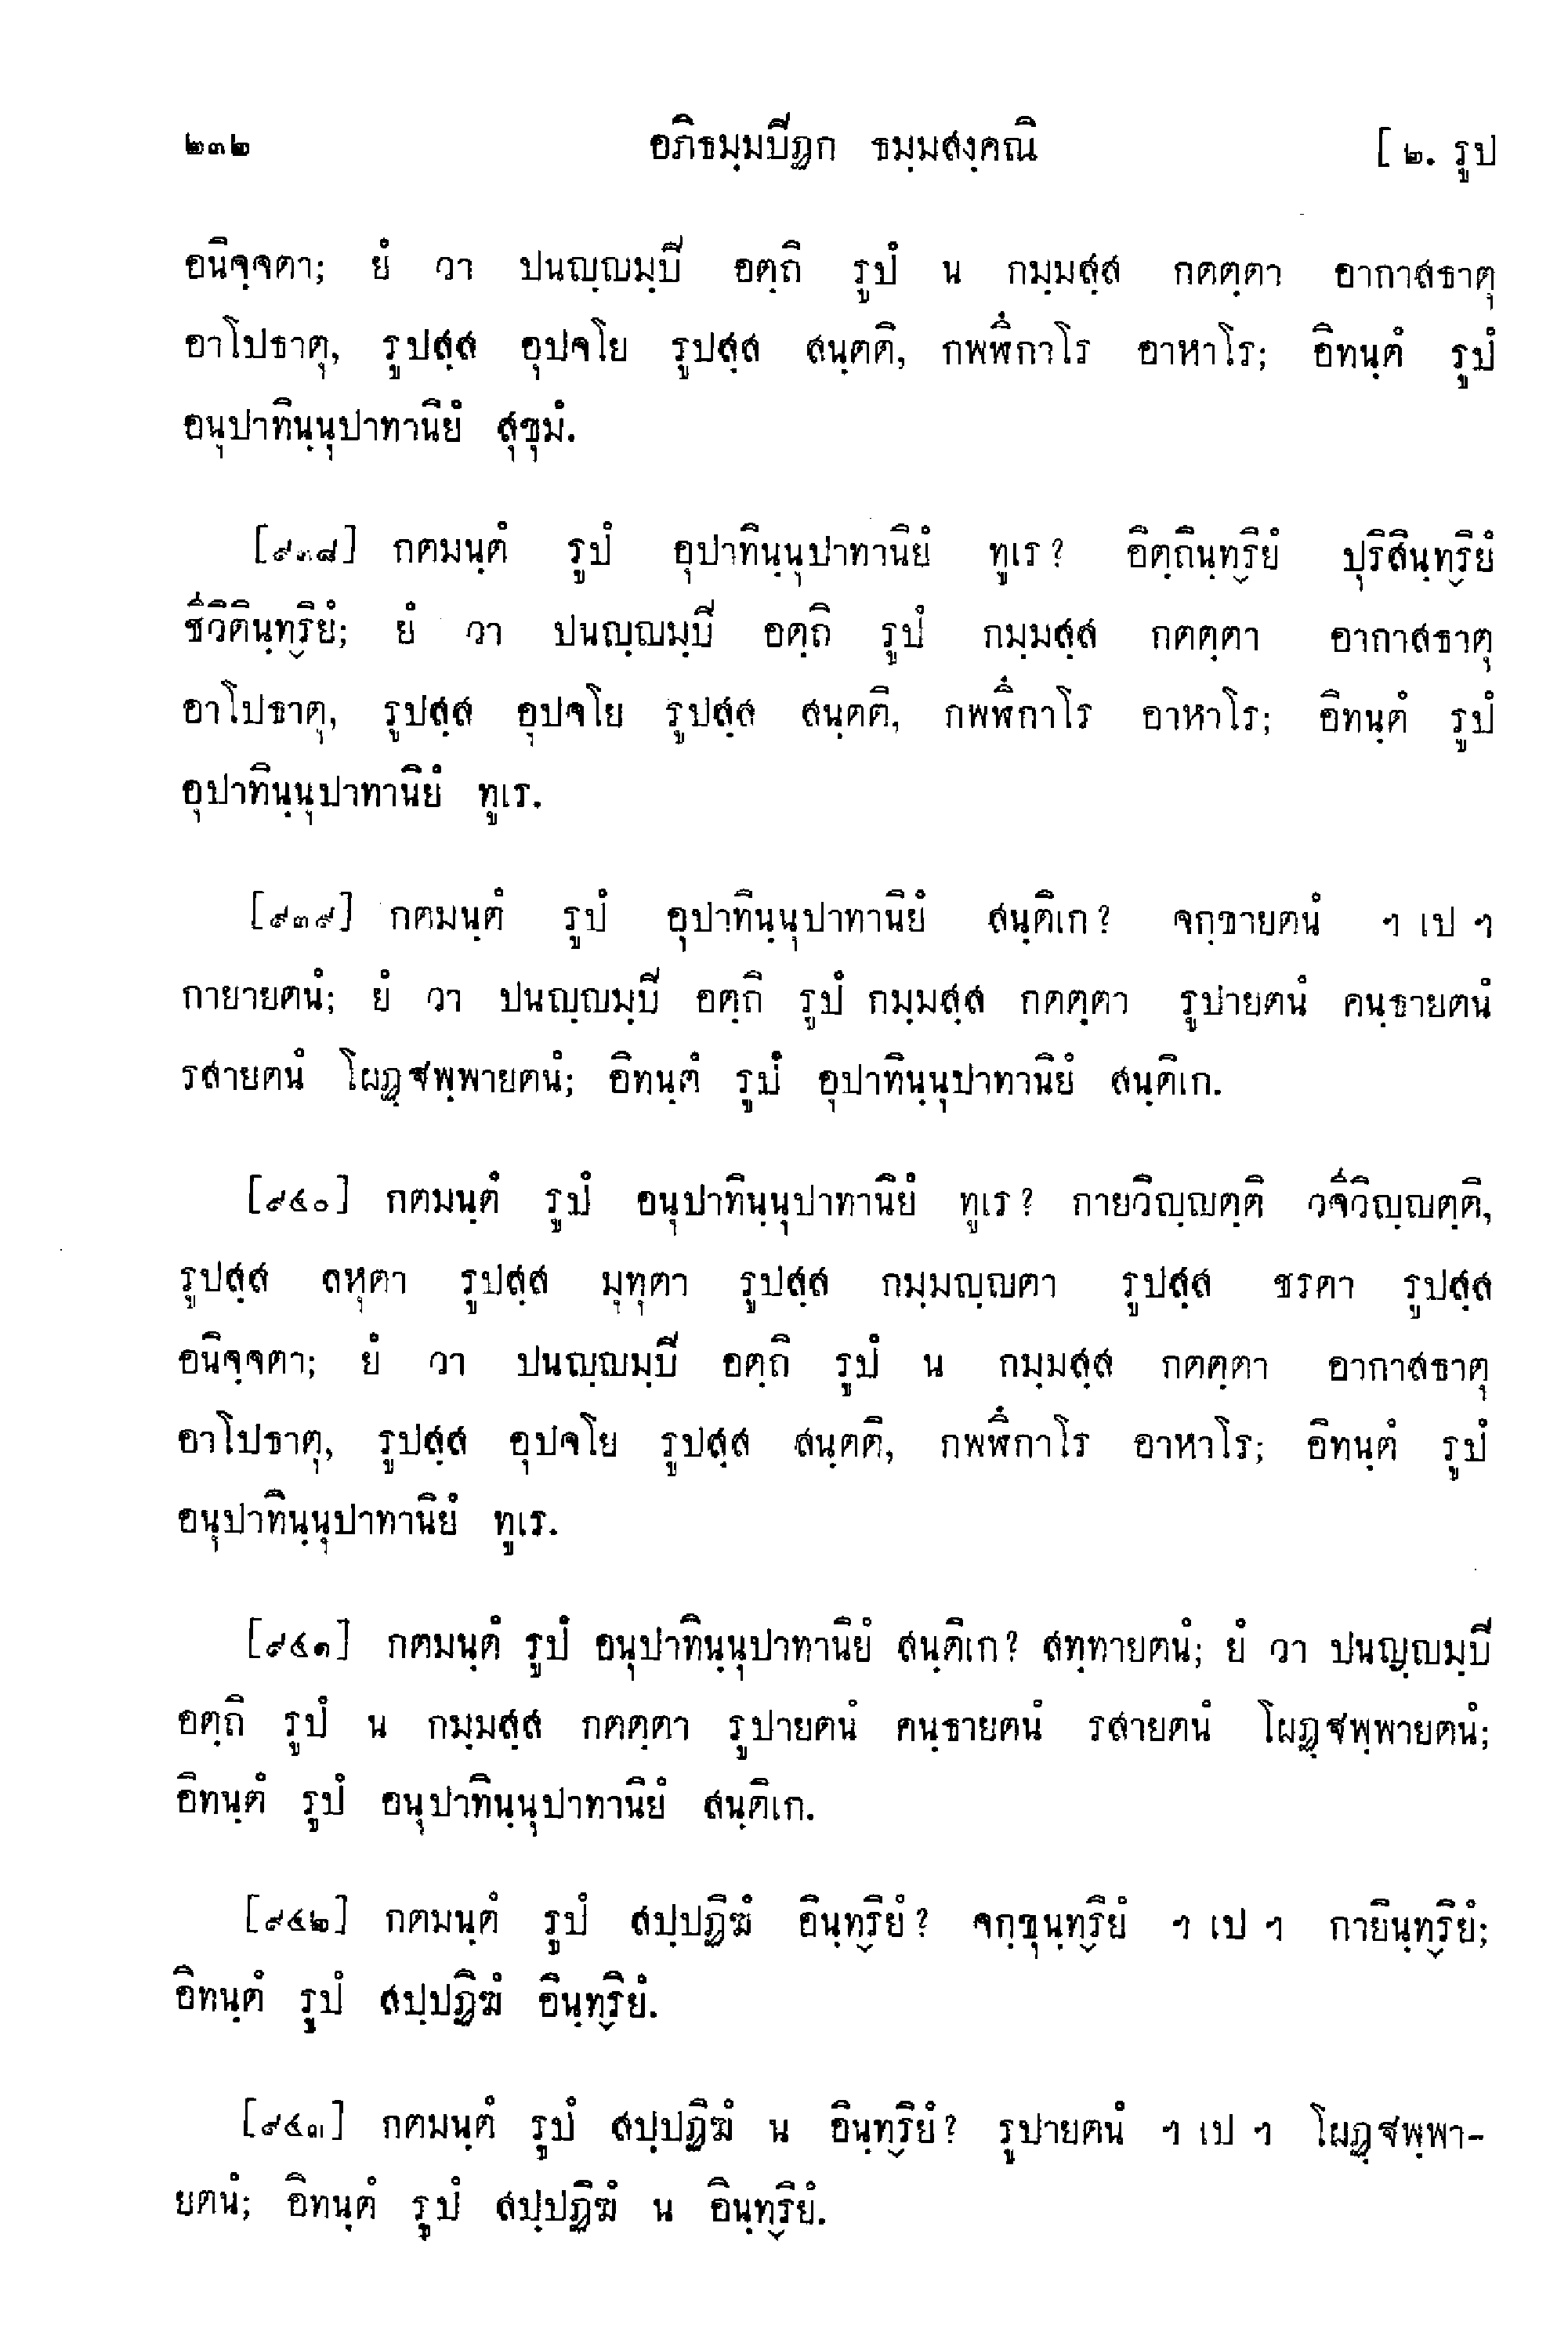 ๒๓๒ อภิธมฺมปิฏก ธมฺมสงฺคณิ [ ๒. รูป
อนิจฺจตา; ยํ วา ปนญฺญมฺปิ อตฺถิ รูปํ น กมฺมสฺส กตตฺตา อากาสธาตุ
อาโปธาตุ, รูปสฺส อุปจโย รูปสฺส สนฺตติ, กพฬิํกาโร อาหาโร; อิทนฺตํ รูปํ
อนุปาทินฺนุปาทานิยํ สุขุมํ.
[๙๓๘] กตมนฺตํ รูปํ อุปาทินฺนุปาทานิยํ ทูเร? อิตฺถินฺทฺริยํ ปุริสินฺทฺริยํ
ชีวิตินฺทฺริยํ; ยํ วา ปนญฺญมฺปิ อตฺถิ รูปํ กมฺมสฺส กตตฺตา อากาสธาตุ
อาโปธาตุ, รูปสฺส อุปจโย รูปสฺส สนฺตติ, กพฬิํกาโร อาหาโร; อิทนฺตํ รูปํ
อุปาทินฺนุปาทานิยํ ทูเร.
[๙๓๙] กตมนฺตํ รูปํ อุปาทินฺนุปาทานิยํ สนฺติเก? จกฺขายตนํ ฯ เป ฯ
กายายตนํ; ยํ วา ปนญฺญมฺปิ อตฺถิ รูปํ กมฺมสฺส กตตฺตา รูปายตนํ คนฺธายตนํ
รสายตนํ โผฏฺฐพฺพายตนํ; อิทนฺตํ รูปํ อุปาทินฺนุปาทานิยํ สนฺติเก.
[๙๔๐] กตมนฺตํ รูปํ อนุปาทินฺนุปาทานิยํ ทูเร? กายวิญฺญตฺติ วจีวิญฺญตฺติ,
รูปสฺส ลหุตา รูปสฺส มุทุตา รูปสฺส กมฺมญฺญตา รูปสฺส ชรตา รูปสฺส
อนิจฺจตา; ยํ วา ปนญฺญมฺปิ อตฺถิ รูปํ น กมฺมสฺส กตตฺตา อากาสธาตุ
อาโปธาตุ, รูปสฺส อุปจโย รูปสฺส สนฺตติ, กพฬิํกาโร อาหาโร; อิทนฺตํ รูปํ
อนุปาทินฺนุปาทานิยํ ทูเร.
[๙๔๑] กตมนฺตํ รูปํ อนุปาทินฺนุปาทานิยํ สนฺติเก? สทฺทายตนํ; ยํ วา ปนญฺญมฺปิ
อตฺถิ รูปํ น กมฺมสฺส กตตฺตา รูปายตนํ คนฺธายตนํ รสายตนํ โผฏฺฐพฺพายตนํ;
อิทนฺตํ รูปํ อนุปาทินฺนุปาทานิยํ สนฺติเก.
[๙๔๒] กตมนฺตํ รูปํ สปฺปฏิฆํ อินฺทฺริยํ? จกฺขุนฺทฺริยํ ฯ เป ฯ กายินฺทฺริยํ;
อิทนฺตํ รูปํ สปฺปฏิฆํ อินฺทฺริยํ.
[๙๔๓] กตมนฺตํ รูปํ สปฺปฏิฆํ น อินฺทฺริยํ? รูปายตนํ ฯ เป ฯ โผฏฺฐพฺพา-
ยตนํ; อิทนฺตํ รูปํ สปฺปฏิฆํ น อินฺทฺริยํ.